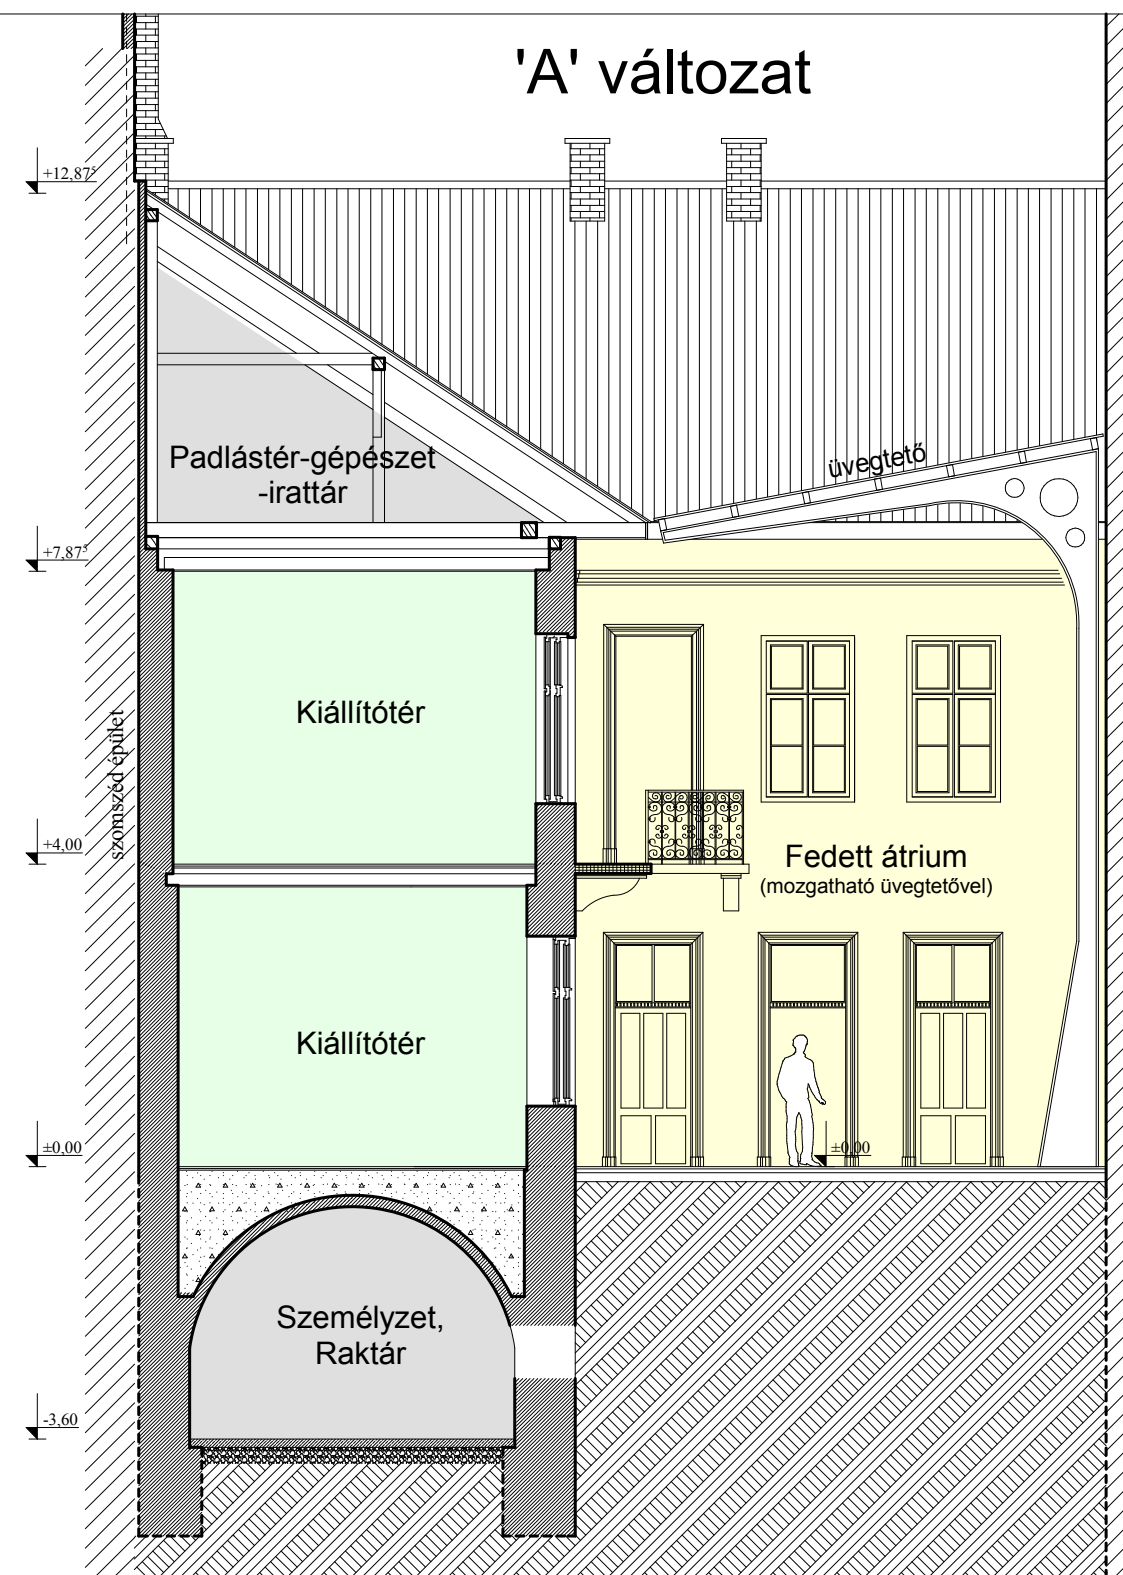 'A' változat
+12,87⁵
üvegtető
Padlástér-gépészet
-irattár
+7,87⁵
Kiállítótér
szomszéd épület
+4,00
Fedett átrium
(mozgatható üvegtetővel)
Kiállítótér
±0,00
±0,00
Személyzet,
Raktár
-3,60